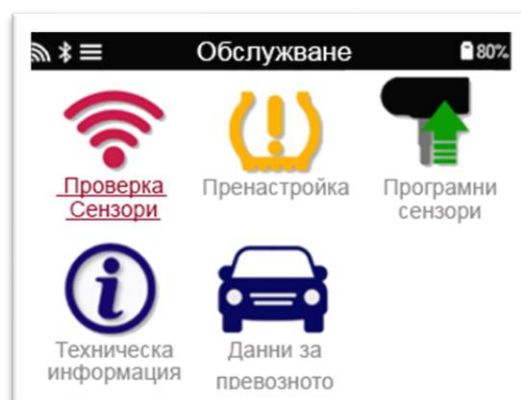 Обслужване
80%
Проверка
Сензори
Пренастройка
Програмни
сензори
Техническа
информация
Данни за
превозното